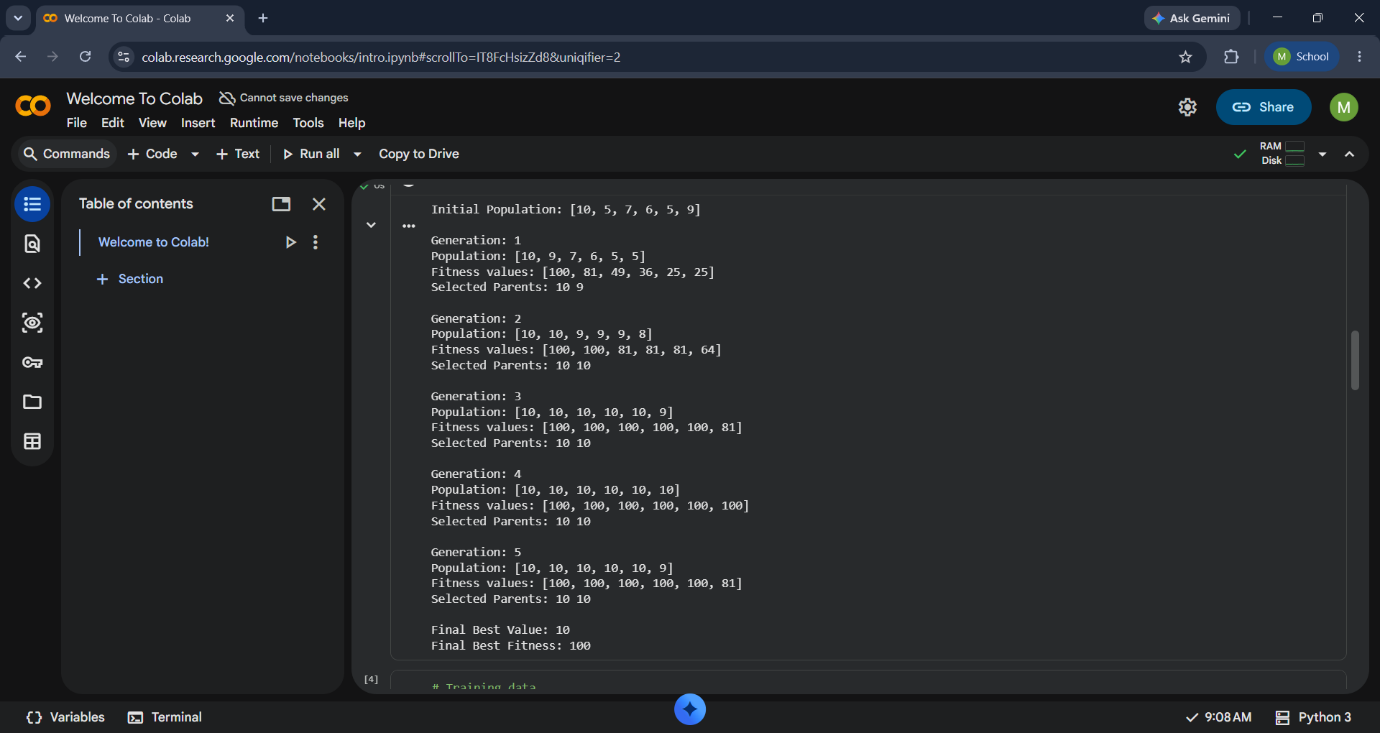 Welcome To Colab - Colab
Ask Gemini
colab.research.google.com/notebooks/intro.ipynb#scrollTo=IT8FcHsizZd8&uniqifier=2
M School
Welcome To Colab Cannot save changes
File Edit View Insert Runtime Tools Help
Share
M
Commands + Code + Text Run all Copy to Drive
RAM
Disk
Table of contents
Welcome to Colab!
+ Section
0s
Initial Population: [10, 5, 7, 6, 5, 9]
Generation: 1
Population: [10, 9, 7, 6, 5, 5]
Fitness values: [100, 81, 49, 36, 25, 25]
Selected Parents: 10 9
Generation: 2
Population: [10, 10, 9, 9, 9, 8]
Fitness values: [100, 100, 81, 81, 81, 64]
Selected Parents: 10 10
Generation: 3
Population: [10, 10, 10, 10, 10, 9]
Fitness values: [100, 100, 100, 100, 100, 81]
Selected Parents: 10 10
Generation: 4
Population: [10, 10, 10, 10, 10, 10]
Fitness values: [100, 100, 100, 100, 100, 100]
Selected Parents: 10 10
Generation: 5
Population: [10, 10, 10, 10, 10, 9]
Fitness values: [100, 100, 100, 100, 100, 81]
Selected Parents: 10 10
Final Best Value: 10
Final Best Fitness: 100
[4]
# Training data
Variables Terminal
9:08 AM Python 3